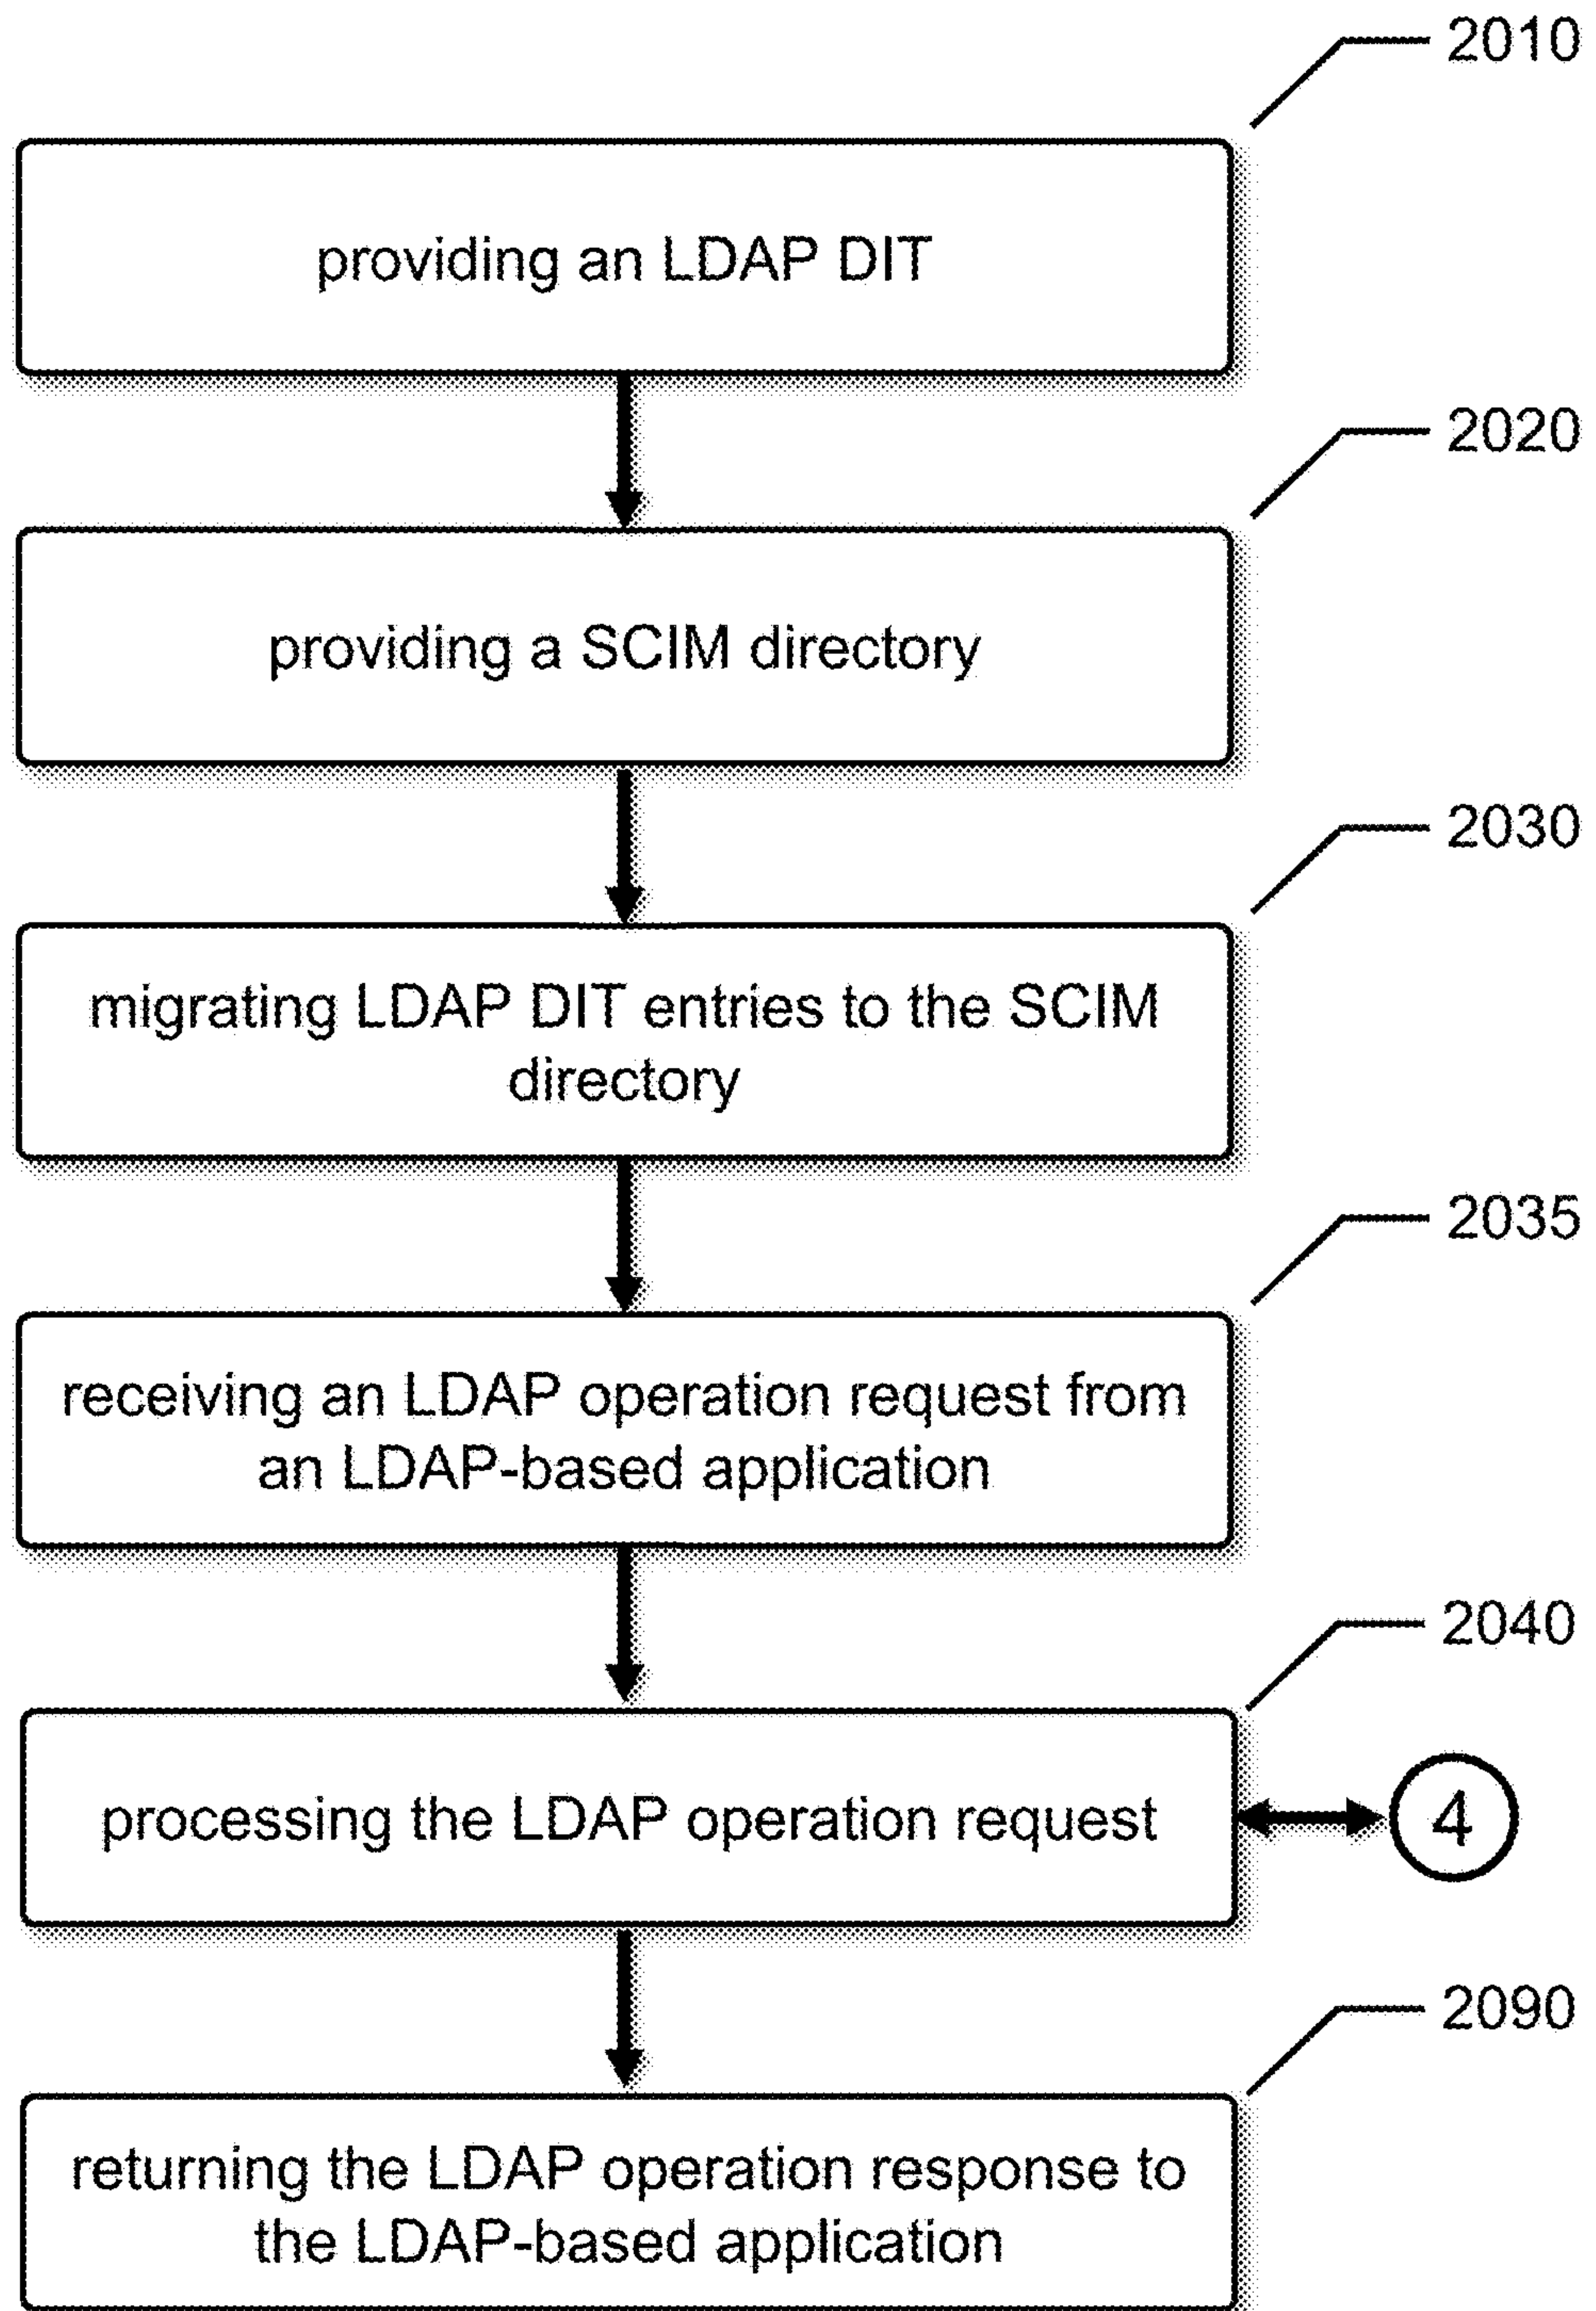 2010
providing an LDAP DIT
2020
providing a SCIM directory
2030
migrating LDAP DIT entries to the SCIM
directory
2035
receiving an LDAP operation request from
an LDAP-based application
2040
processing the LDAP operation request
4
2090
returning the LDAP operation response to
the LDAP-based application